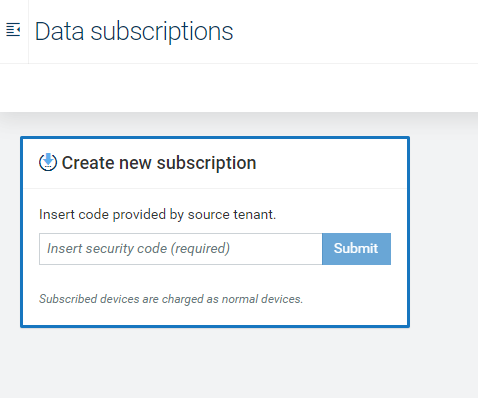 Data subscriptions
Create new subscription
Insert code provided by source tenant.
Insert security code (required)
Submit
Subscribed devices are charged as normal devices.